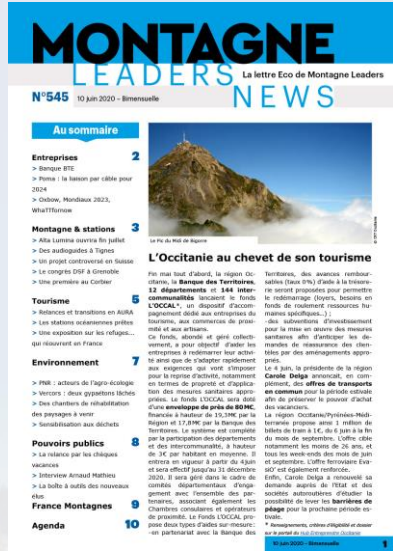 MONTAGNE
LEADERS
La lettre Eco de Montagne Leaders
N°545
10 juin 2020 – Bimensuelle
NEWS
Au sommaire
Entreprises 2
> Banque BTE
> Poma : la liaison par câble pour
2024
> Oxbow, Mondiaux 2023,
WhaTTfornow
Montagne & stations 3
> Alta Lumina ouvrira fin juillet
> Des audioguides à Tignes
> Un projet controversé en Suisse
> Le congrès DSF à Grenoble
> Une première au Corbier
Tourisme 5
> Relances et transitions en AURA
> Les stations océaniennes prêtes
> Une exposition sur les refuges...
qui réouvrent en France
Environnement 7
> PNR : acteurs de l'agro-écologie
> Vercors : deux gypaétons lâchés
> Des chantiers de réhabilitation
des paysages à venir
> Sensibilisation aux déchets
Pouvoirs publics 8
> La relance par les chèques
vacances
> Interview Arnaud Mathieu
> La boîte à outils des nouveaux
élus
France Montagnes 9
Agenda 10
Le Pic du Midi de Bigorre
L'Occitanie au chevet de son tourisme
Fin mai tout d'abord, la région Oc-
citanie, la Banque des Territoires,
12 départements et 144 inter-
communalités lancaient le fonds
L'OCCAL*, un dispositif d'accom-
pagnement dédié aux entreprises du
tourisme, aux commerces de proxi-
mité et aux artisans.
Ce fonds, abondé et géré collecti-
vement, a pour objectif d'aider les
entreprises à redémarrer leur activi-
té ainsi que de s'adapter rapidement
aux exigences qui vont s'imposer
pour la reprise d'activité, notamment
en termes de propreté et d'applica-
tion des mesures sanitaires appro-
priées. Le fonds L'OCCAL sera doté
d'une enveloppe de près de 80 M€,
financée à hauteur de 19,3M€ par la
Région et 17,8M€ par la Banque des
Territoires. Le système est complété
par la participation des départements
et des intercommunalité, à hauteur
de 3€ par habitant en moyenne. Il
entrera en vigueur à partir du 4 juin
et sera effectif jusqu'au 31 décembre
2020. Il sera géré dans le cadre de
comités départementaux d'enga-
gement avec l'ensemble des par-
tenaires, associant également les
Chambres consulaires et opérateurs
de proximité. Le Fonds L'OCCAL pro-
pose deux types d'aides sur-mesure:
-en partenariat avec la Banque des
Territoires, des avances rembour-
sables (taux 0%) d'aide à la trésore-
rie seront proposées pour permettre
le redémarrage (loyers, besoins en
fonds de roulement ressources hu-
maines spécifiques...) ;
-des subventions d'investissement
pour la mise en œuvre des mesures
sanitaires afin d'anticiper les de-
mandes de réassurance des clien-
tèles par des aménagements appro-
priés.
Le 4 juin, la présidente de la région
Carole Delga annonçait, en com-
plément, des offres de transports
en commun pour la période estivale
afin de préserver le pouvoir d'achat
des vacanciers.
La région Occitanie/Pyrénées-Médi-
terranée propose ainsi 1 million de
billets de train à 1€, du 6 juin à la fin
du mois de septembre. L'offre cible
notamment les moins de 26 ans, et
tous les week-ends des mois de juin
et septembre. L'offre ferroviaire Eva-
siO' est également renforcée.
Enfin, Carole Delga a renouvelé sa
demande auprès de l'Etat et des
sociétés autoroutières d'étudier la
possibilité de lever les barrières de
péage pour la prochaine période es-
tivale.
* Renseignements, critères d'éligibilité et dossier
sur le portail du Hub Entreprendre Occitanie
10 juin 2020 – Bimensuelle 1